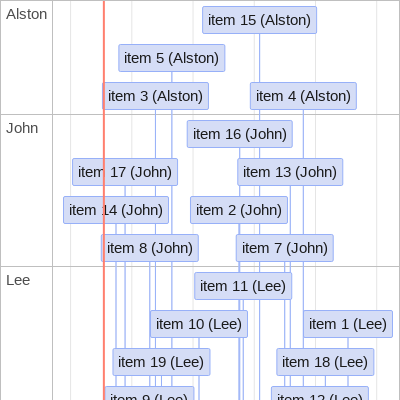 Alston
item 15 (Alston)
item 5 (Alston)
item 3 (Alston)
item 4 (Alston)
John
item 16 (John)
item 17 (John)
item 13 (John)
item 14 (John)
item 2 (John)
item 8 (John)
item 7 (John)
Lee
item 11 (Lee)
item 10 (Lee)
item 1 (Lee)
item 19 (Lee)
item 18 (Lee)
item 9 (Lee)
item 12 (Lee)